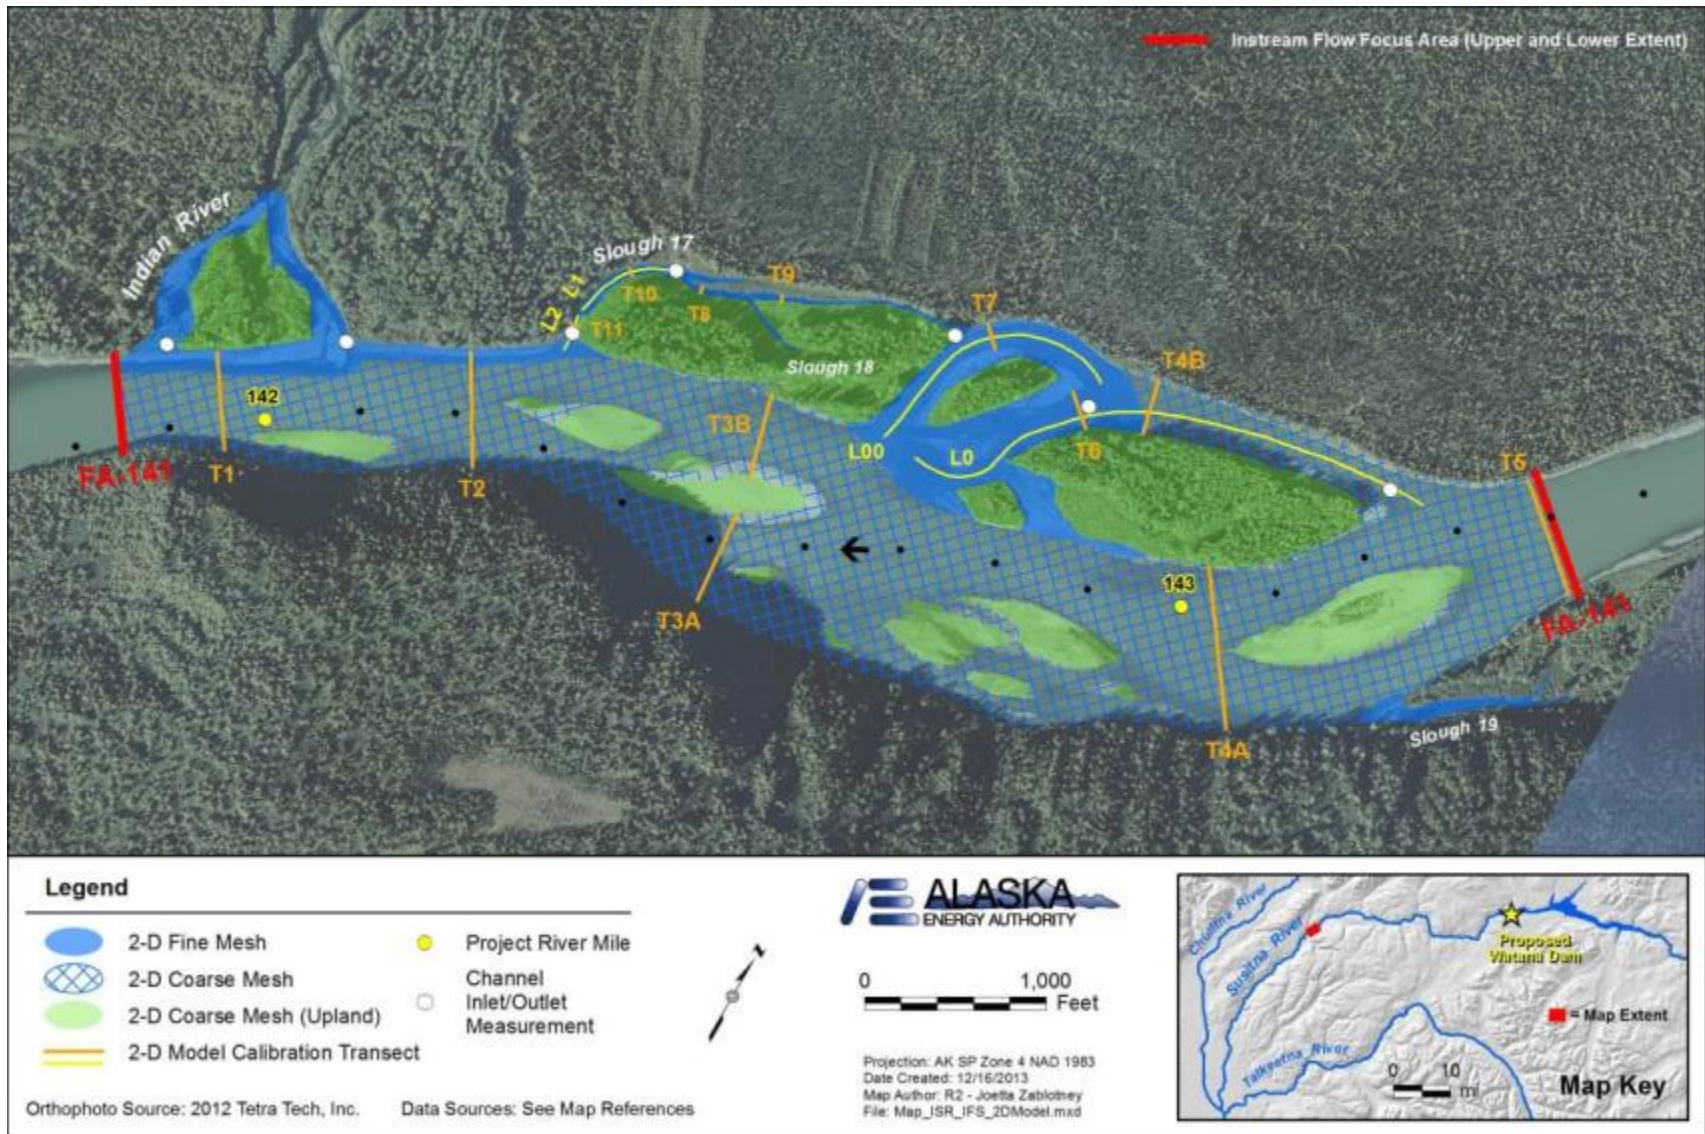 Instream Flow Focus Area (Upper and Lower Extent)
Indian River
Slough 17
L1
L2
T10
T11
T8
T9
T7
T4B
Slough 18
142
T3B
L00
L0
T6
T5
FA-141
T1
T2
T3A
143
T4A
FA-141
Slough 19
Legend
2-D Fine Mesh
2-D Coarse Mesh
2-D Coarse Mesh (Upland)
2-D Model Calibration Transect
Project River Mile
Channel
Inlet/Outlet
Measurement
Orthophoto Source: 2012 Tetra Tech, Inc.
Data Sources: See Map References
N
ALASKA
ENERGY AUTHORITY
0 1,000
Feet
Projection: AK SP Zone 4 NAD 1983
Date Created: 12/16/2013
Map Author: R2 - Joetta Zablotney
File: Map_ISR_IFS_2DModel.mxd
Chulitna River
Susitna River
Proposed
Watana Dam
= Map Extent
Talkeetna River
0 10
mi
Map Key